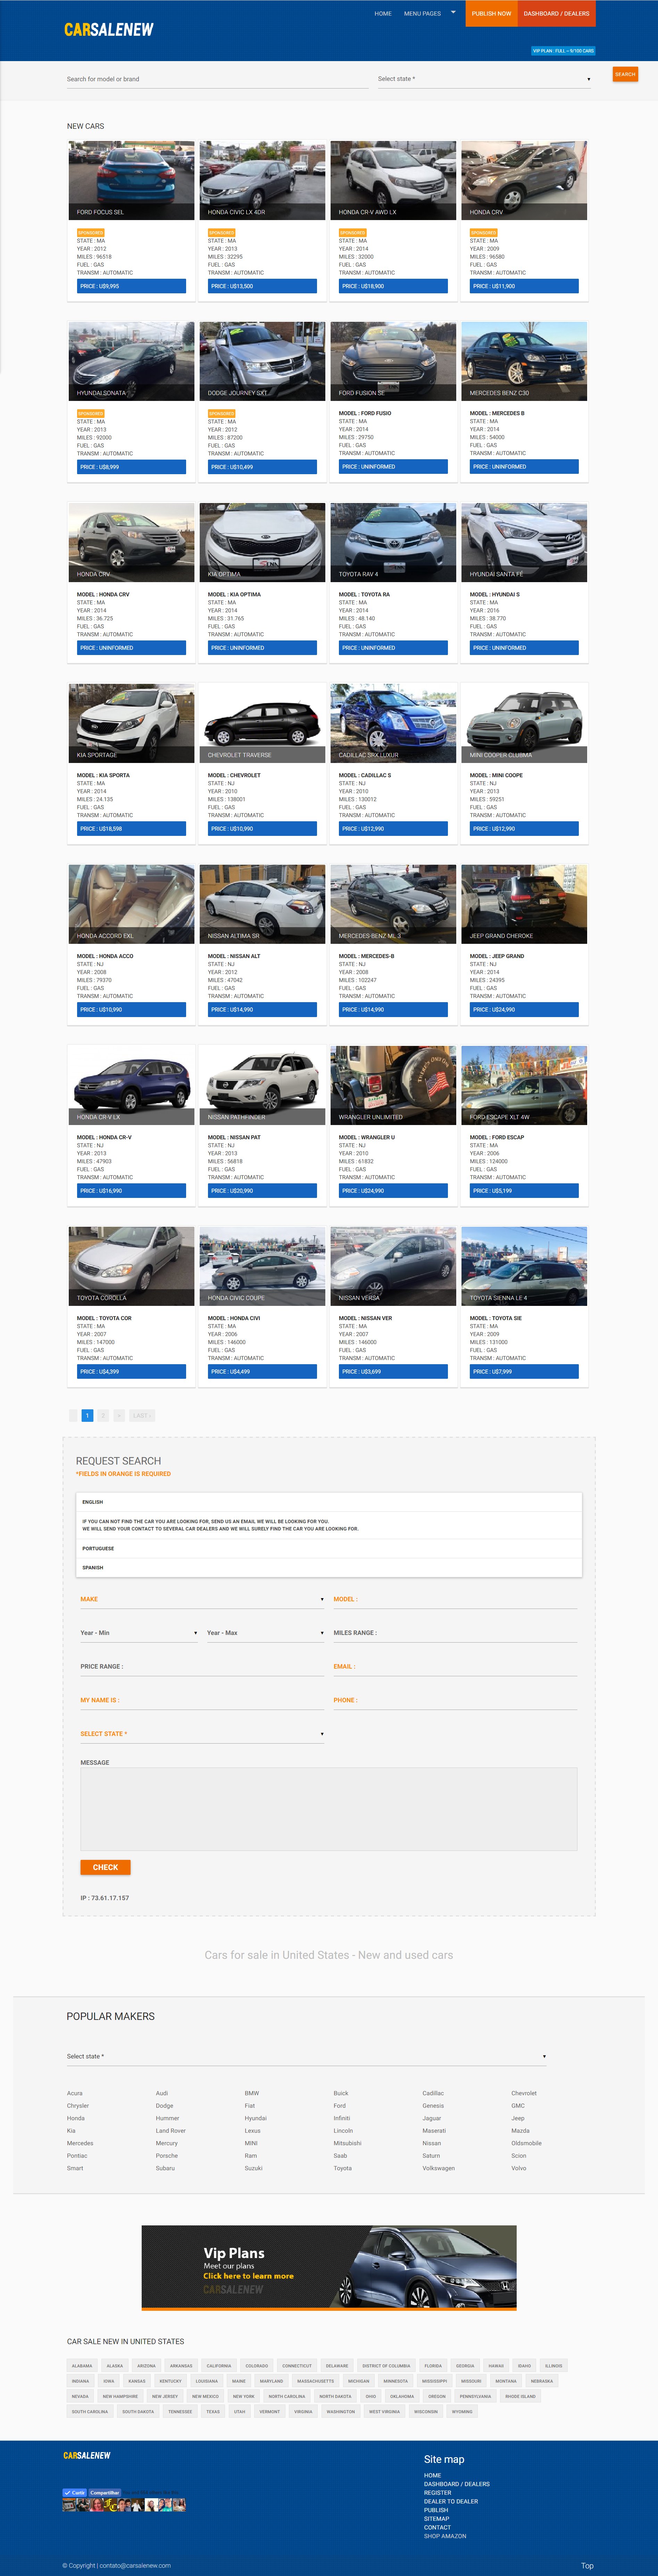 HOME
MENU PAGES
PUBLISH NOW
DASHBOARD / DEALERS
CARSALENEW
VIP PLAN : FULL – 9/100 CARS
Search for model or brand
Select state *
SEARCH
NEW CARS
FORD FOCUS SEL
SPONSORED
STATE : MA
YEAR : 2012
MILES : 96518
FUEL : GAS
TRANSM : AUTOMATIC
PRICE : U$9,995
HONDA CIVIC LX 4DR
SPONSORED
STATE : MA
YEAR : 2013
MILES : 32295
FUEL : GAS
TRANSM : AUTOMATIC
PRICE : U$13,500
HONDA CR-V AWD LX
SPONSORED
STATE : MA
YEAR : 2014
MILES : 32000
FUEL : GAS
TRANSM : AUTOMATIC
PRICE : U$18,900
HONDA CRV
SPONSORED
STATE : MA
YEAR : 2009
MILES : 96580
FUEL : GAS
TRANSM : AUTOMATIC
PRICE : U$11,900
HYUNDAI SONATA
SPONSORED
STATE : MA
YEAR : 2013
MILES : 92000
FUEL : GAS
TRANSM : AUTOMATIC
PRICE : U$8,999
DODGE JOURNEY SXT
SPONSORED
STATE : MA
YEAR : 2012
MILES : 87200
FUEL : GAS
TRANSM : AUTOMATIC
PRICE : U$10,499
FORD FUSION SE
MODEL : FORD FUSIO
STATE : MA
YEAR : 2014
MILES : 29750
FUEL : GAS
TRANSM : AUTOMATIC
PRICE : UNINFORMED
MERCEDES BENZ C30
MODEL : MERCEDES B
STATE : MA
YEAR : 2014
MILES : 54000
FUEL : GAS
TRANSM : AUTOMATIC
PRICE : UNINFORMED
HONDA CRV
MODEL : HONDA CRV
STATE : MA
YEAR : 2014
MILES : 36.725
FUEL : GAS
TRANSM : AUTOMATIC
PRICE : UNINFORMED
KIA OPTIMA
MODEL : KIA OPTIMA
STATE : MA
YEAR : 2014
MILES : 31.765
FUEL : GAS
TRANSM : AUTOMATIC
PRICE : UNINFORMED
TOYOTA RAV 4
MODEL : TOYOTA RA
STATE : MA
YEAR : 2014
MILES : 48.140
FUEL : GAS
TRANSM : AUTOMATIC
PRICE : UNINFORMED
HYUNDAI SANTA FÉ
MODEL : HYUNDAI S
STATE : MA
YEAR : 2016
MILES : 38.770
FUEL : GAS
TRANSM : AUTOMATIC
PRICE : UNINFORMED
KIA SPORTAGE
MODEL : KIA SPORTA
STATE : MA
YEAR : 2014
MILES : 24.135
FUEL : GAS
TRANSM : AUTOMATIC
PRICE : U$18,598
CHEVROLET TRAVERSE
MODEL : CHEVROLET
STATE : NJ
YEAR : 2010
MILES : 138001
FUEL : GAS
TRANSM : AUTOMATIC
PRICE : U$10,990
CADILLAC SRX LUXUR
MODEL : CADILLAC S
STATE : NJ
YEAR : 2010
MILES : 130012
FUEL : GAS
TRANSM : AUTOMATIC
PRICE : U$12,990
MINI COOPER CLUBMA
MODEL : MINI COOPE
STATE : NJ
YEAR : 2013
MILES : 59251
FUEL : GAS
TRANSM : AUTOMATIC
PRICE : U$12,990
HONDA ACCORD EXL
MODEL : HONDA ACCO
STATE : NJ
YEAR : 2008
MILES : 79370
FUEL : GAS
TRANSM : AUTOMATIC
PRICE : U$10,990
NISSAN ALTIMA SR
MODEL : NISSAN ALT
STATE : NJ
YEAR : 2012
MILES : 47042
FUEL : GAS
TRANSM : AUTOMATIC
PRICE : U$14,990
MERCEDES-BENZ ML 3
MODEL : MERCEDES-B
STATE : NJ
YEAR : 2008
MILES : 102247
FUEL : GAS
TRANSM : AUTOMATIC
PRICE : U$14,990
JEEP GRAND CHEROKE
MODEL : JEEP GRAND
STATE : NJ
YEAR : 2014
MILES : 24395
FUEL : GAS
TRANSM : AUTOMATIC
PRICE : U$24,990
HONDA CR-V LX
MODEL : HONDA CR-V
STATE : NJ
YEAR : 2013
MILES : 47903
FUEL : GAS
TRANSM : AUTOMATIC
PRICE : U$16,990
NISSAN PATHFINDER
MODEL : NISSAN PAT
STATE : NJ
YEAR : 2013
MILES : 56818
FUEL : GAS
TRANSM : AUTOMATIC
PRICE : U$20,990
WRANGLER UNLIMITED
MODEL : WRANGLER U
STATE : NJ
YEAR : 2010
MILES : 61832
FUEL : GAS
TRANSM : AUTOMATIC
PRICE : U$24,990
FORD ESCAPE XLT 4W
MODEL : FORD ESCAP
STATE : MA
YEAR : 2006
MILES : 124000
FUEL : GAS
TRANSM : AUTOMATIC
PRICE : U$5,199
TOYOTA COROLLA
MODEL : TOYOTA COR
STATE : MA
YEAR : 2007
MILES : 147000
FUEL : GAS
TRANSM : AUTOMATIC
PRICE : U$4,399
HONDA CIVIC COUPE
MODEL : HONDA CIVI
STATE : MA
YEAR : 2006
MILES : 146000
FUEL : GAS
TRANSM : AUTOMATIC
PRICE : U$4,499
NISSAN VERSA
MODEL : NISSAN VER
STATE : MA
YEAR : 2007
MILES : 146000
FUEL : GAS
TRANSM : AUTOMATIC
PRICE : U$3,699
TOYOTA SIENNA LE 4
MODEL : TOYOTA SIE
STATE : MA
YEAR : 2009
MILES : 131000
FUEL : GAS
TRANSM : AUTOMATIC
PRICE : U$7,999
1 2 > LAST ›
REQUEST SEARCH
*FIELDS IN ORANGE IS REQUIRED
ENGLISH
IF YOU CAN NOT FIND THE CAR YOU ARE LOOKING FOR, SEND US AN EMAIL WE WILL BE LOOKING FOR YOU.
WE WILL SEND YOUR CONTACT TO SEVERAL CAR DEALERS AND WE WILL SURELY FIND THE CAR YOU ARE LOOKING FOR.
PORTUGUESE
SPANISH
MAKE
MODEL :
Year - Min
Year - Max
MILES RANGE :
PRICE RANGE :
EMAIL :
MY NAME IS :
PHONE :
SELECT STATE *
MESSAGE
CHECK
IP : 73.61.17.157
Cars for sale in United States - New and used cars
POPULAR MAKERS
Select state *
Acura Audi BMW Buick Cadillac Chevrolet
Chrysler Dodge Fiat Ford Genesis GMC
Honda Hummer Hyundai Infiniti Jaguar Jeep
Kia Land Rover Lexus Lincoln Maserati Mazda
Mercedes Mercury MINI Mitsubishi Nissan Oldsmobile
Pontiac Porsche Ram Saab Saturn Scion
Smart Subaru Suzuki Toyota Volkswagen Volvo
Vip Plans
Meet our plans
Click here to learn more
CARSALENEW
CAR SALE NEW IN UNITED STATES
ALABAMA ALASKA ARIZONA ARKANSAS CALIFORNIA COLORADO CONNECTICUT DELAWARE DISTRICT OF COLUMBIA FLORIDA GEORGIA HAWAII IDAHO ILLINOIS
INDIANA IOWA KANSAS KENTUCKY LOUISIANA MAINE MARYLAND MASSACHUSETTS MICHIGAN MINNESOTA MISSISSIPPI MISSOURI MONTANA NEBRASKA
NEVADA NEW HAMPSHIRE NEW JERSEY NEW MEXICO NEW YORK NORTH CAROLINA NORTH DAKOTA OHIO OKLAHOMA OREGON PENNSYLVANIA RHODE ISLAND
SOUTH CAROLINA SOUTH DAKOTA TENNESSEE TEXAS UTAH VERMONT VIRGINIA WASHINGTON WEST VIRGINIA WISCONSIN WYOMING
CARSALENEW
Curtir Compartilhar
Site map
HOME
DASHBOARD / DEALERS
REGISTER
DEALER TO DEALER
PUBLISH
SITEMAP
CONTACT
SHOP AMAZON
© Copyright | contato@carsalenew.com
Top